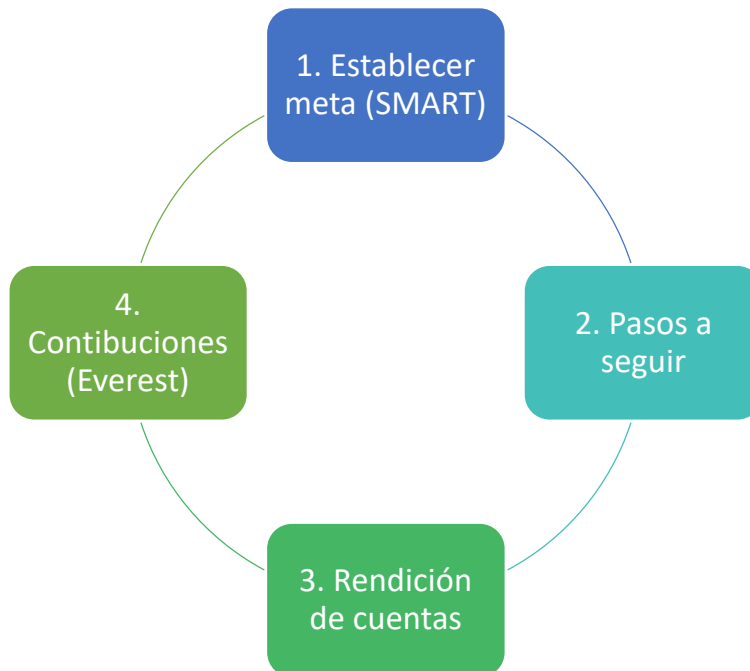 1. Establecer
meta (SMART)
2. Pasos a
seguir
3. Rendición
de cuentas
4.
Contibuciones
(Everest)